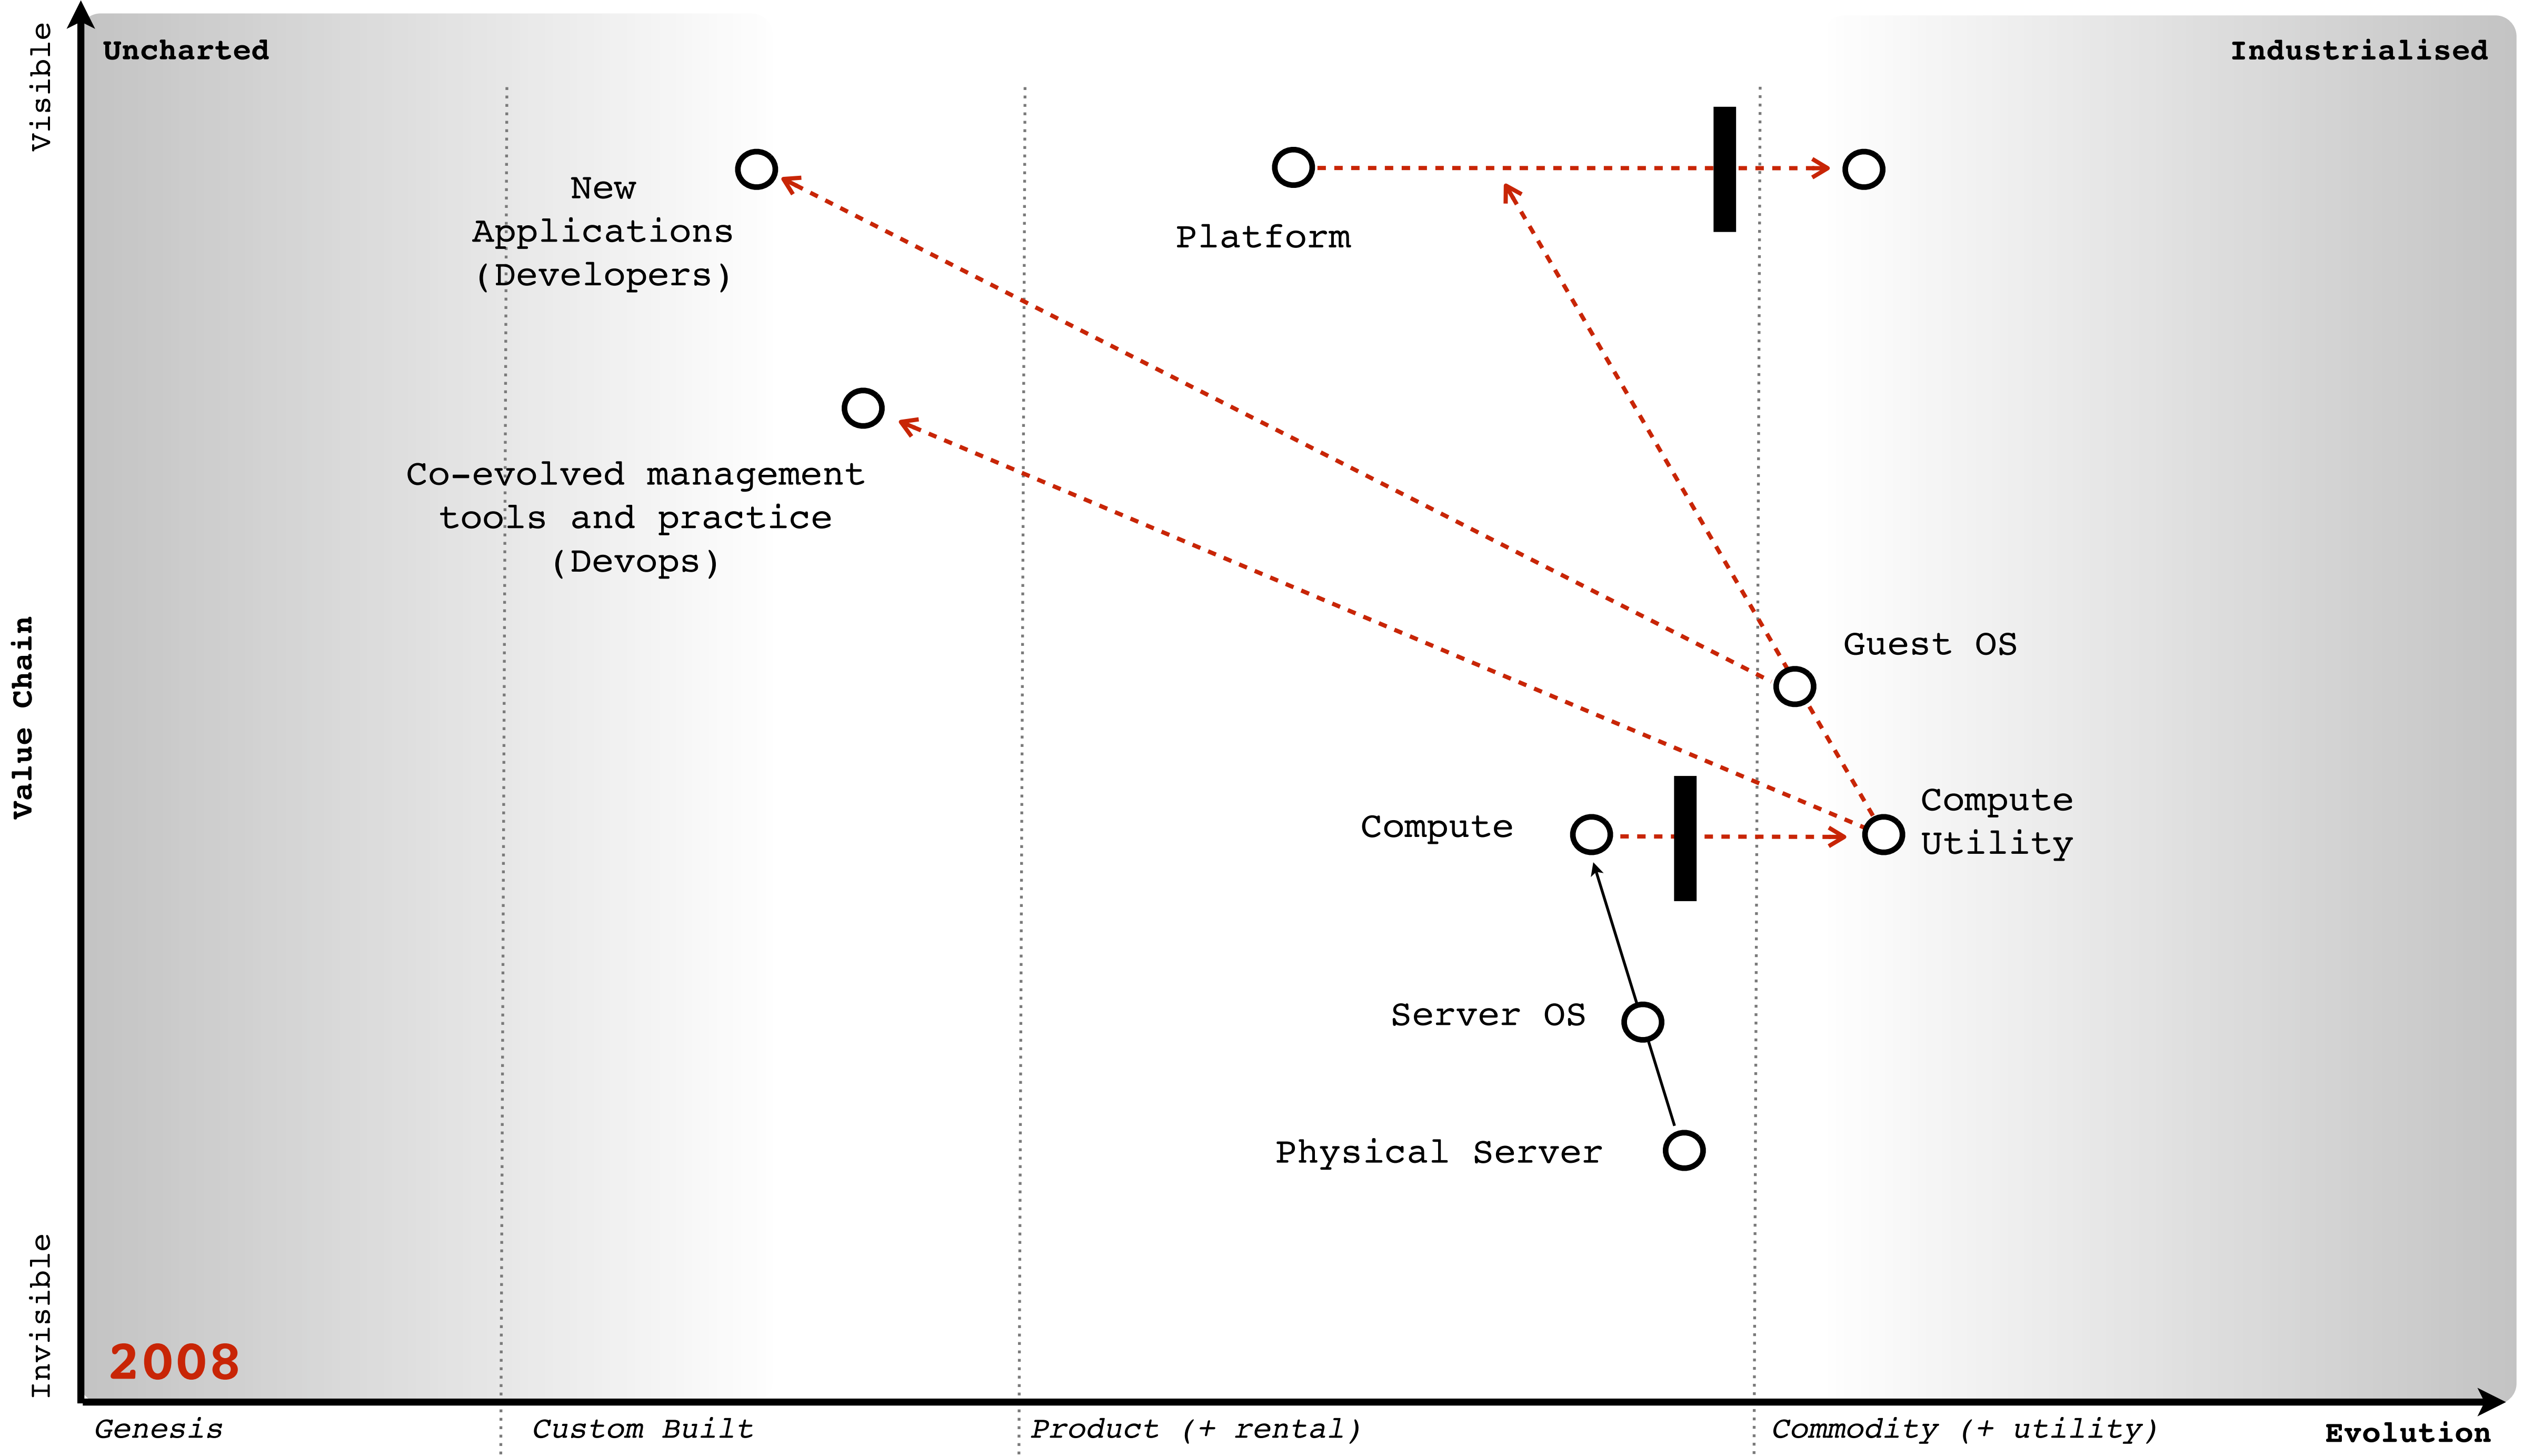 Visible
Uncharted
Industrialised
New
Applications
(Developers)
Platform
Co-evolved management
tools and practice
(Devops)
Value Chain
Guest OS
Compute
Compute
Utility
Server OS
Physical Server
Invisible
2008
Genesis
Custom Built
Product (+ rental)
Commodity (+ utility)
Evolution